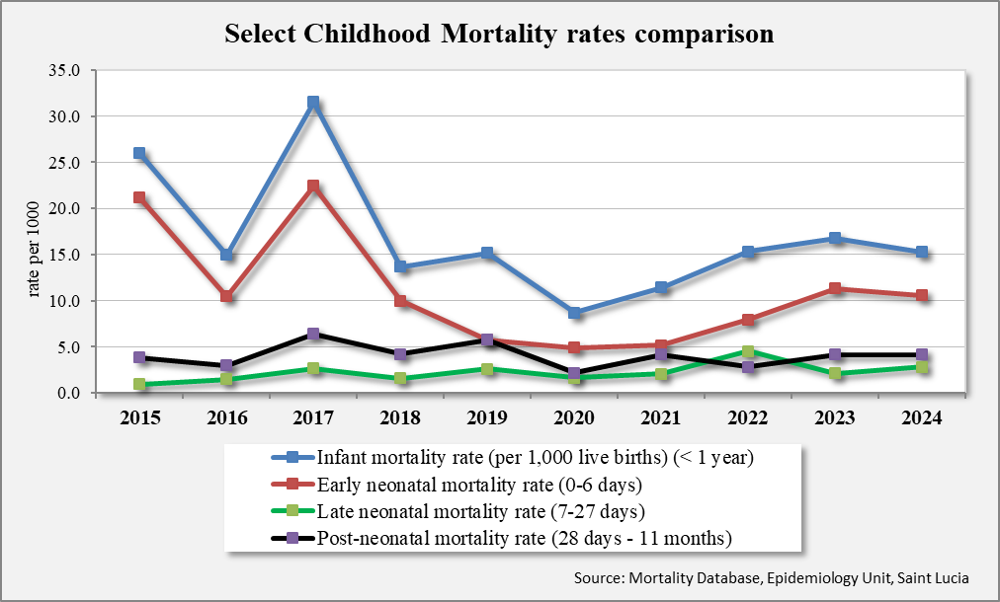 Select Childhood Mortality rates comparison
35.0
30.0
25.0
20.0
15.0
10.0
5.0
0.0
rate per 1000
2015 2016 2017 2018 2019 2020 2021 2022 2023 2024
Infant mortality rate (per 1,000 live births) (< 1 year)
Early neonatal mortality rate (0-6 days)
Late neonatal mortality rate (7-27 days)
Post-neonatal mortality rate (28 days - 11 months)
Source: Mortality Database, Epidemiology Unit, Saint Lucia